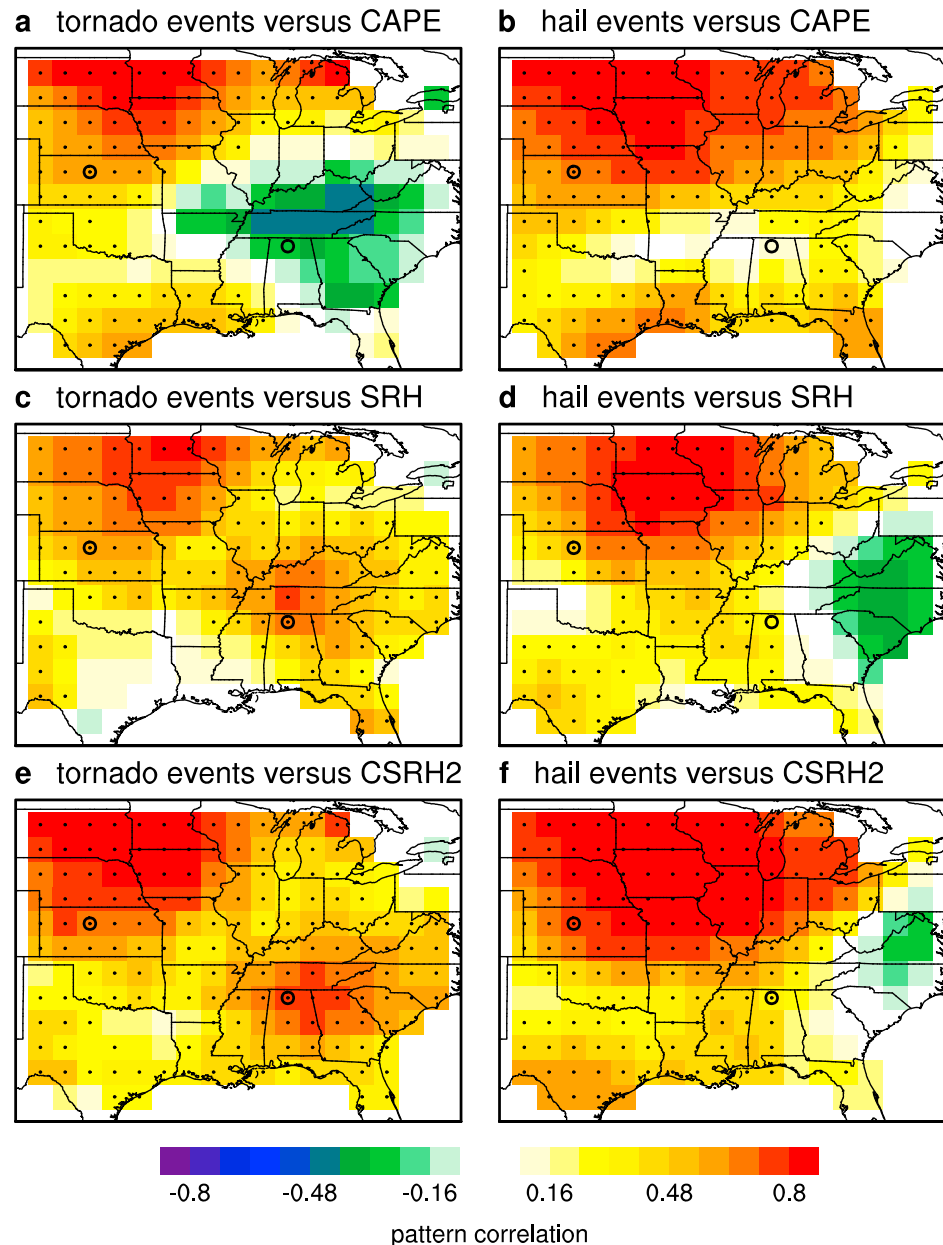 a tornado events versus CAPE
b hail events versus CAPE
c tornado events versus SRH
d hail events versus SRH
e tornado events versus CSRH2
f hail events versus CSRH2
-0.8 -0.48 -0.16 0.16 0.48 0.8
pattern correlation